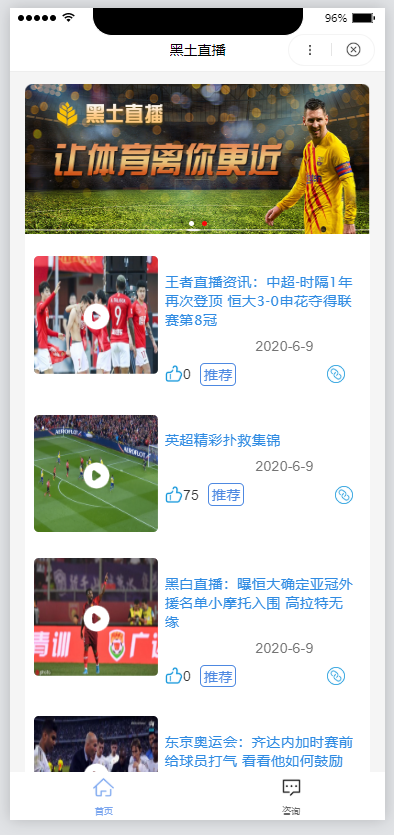 96%
黑土直播
黑土直播
让体育离你更近
王者直播资讯：中超-时隔1年
再次登顶 恒大3-0申花夺得联
赛第8冠
2020-6-9
0 推荐
英超精彩扑救集锦
2020-6-9
75 推荐
黑白直播：曝恒大确定亚冠外
援名单小摩托入围 高拉特无
缘
2020-6-9
0 推荐
青训
广
东京奥运会：齐达内加时赛前
给球员打气 看看他如何鼓励
首页
咨询